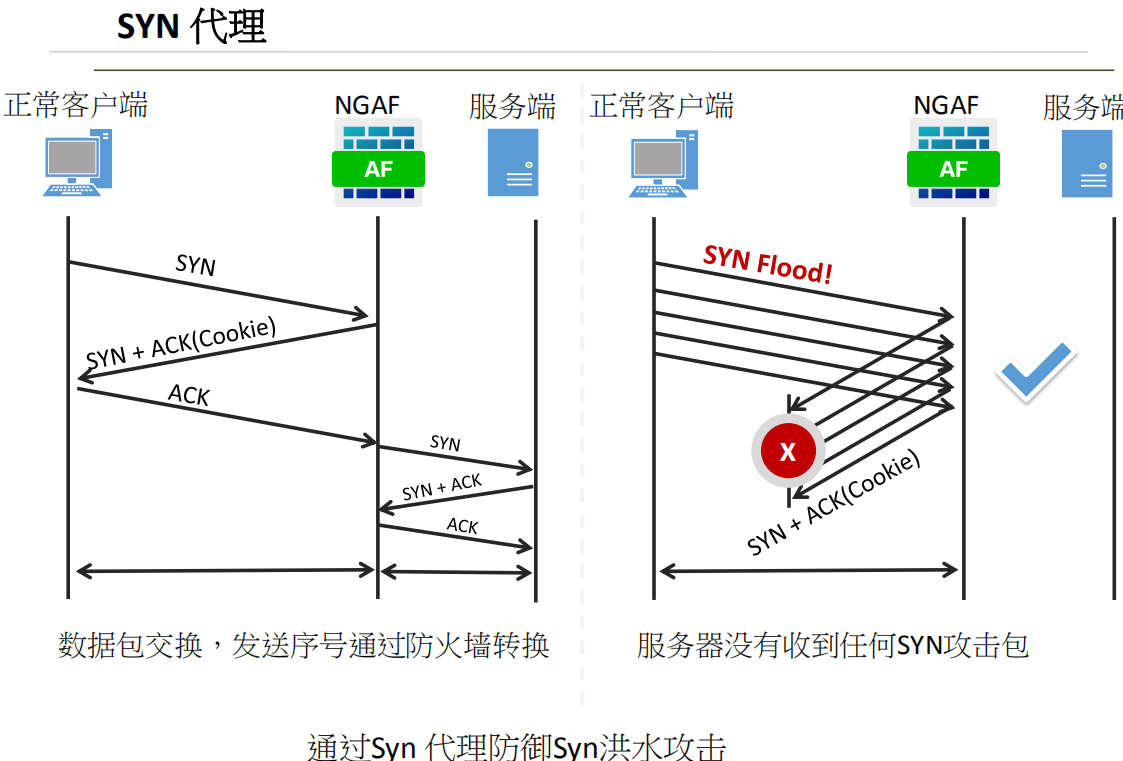 SYN 代理
正常客户端
NGAF
服务端
AF
SYN
SYN + ACK(Cookie)
ACK
SYN
SYN + ACK
ACK
数据包交换，发送序号通过防火墙转换
正常客户端
NGAF
服务端
AF
SYN Flood!
X
SYN + ACK(Cookie)
服务器没有收到任何SYN攻击包
通过Syn 代理防御Syn洪水攻击